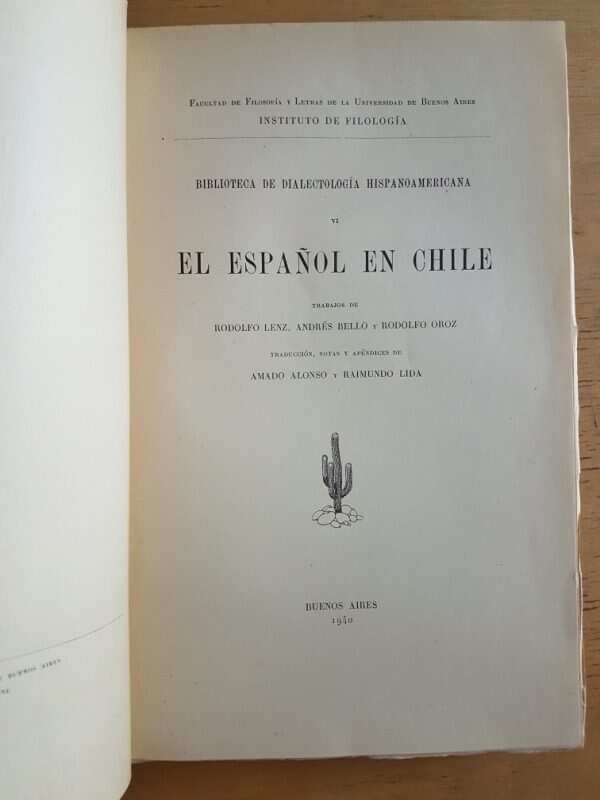 Facultad de Filosofía y Letras de la Universidad de Buenos Aires
INSTITUTO DE FILOLOGÍA
BIBLIOTECA DE DIALECTOLOGÍA HISPANOAMERICANA
VI
EL ESPAÑOL EN CHILE
TRABAJOS DE
RODOLFO LENZ, ANDRÉS BELLO Y RODOLFO OROZ
TRADUCCIÓN, NOTAS Y APÉNDICES DE
AMADO ALONSO Y RAIMUNDO LIDA
BUENOS AIRES
1940
BUENOS AIRES